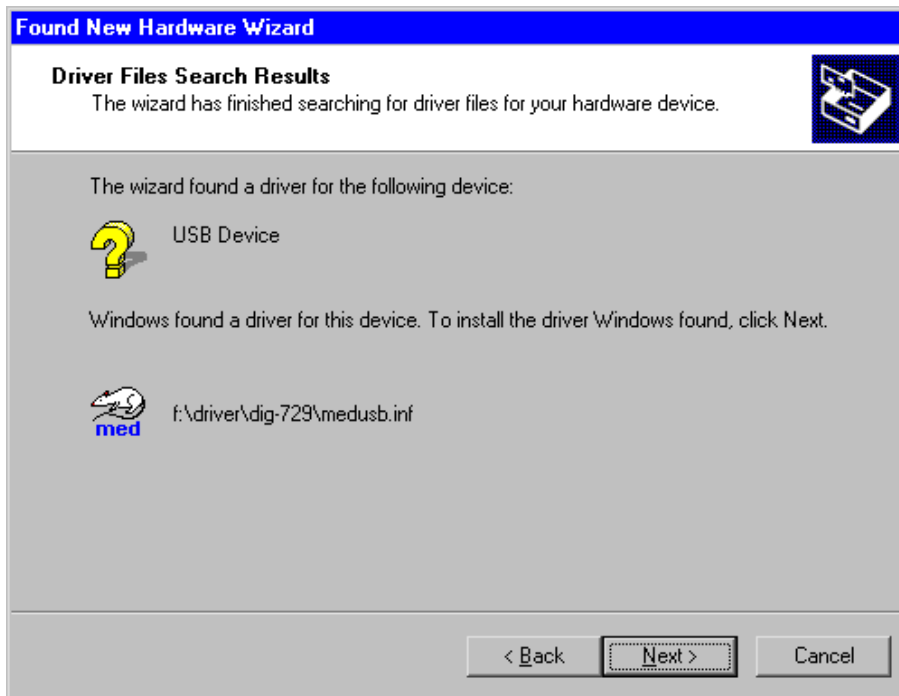 Found New Hardware Wizard
Driver Files Search Results
The wizard has finished searching for driver files for your hardware device.
The wizard found a driver for the following device:
USB Device
Windows found a driver for this device. To install the driver Windows found, click Next.
med
f:\driver\dig-729\medusb.inf
< Back
Next >
Cancel